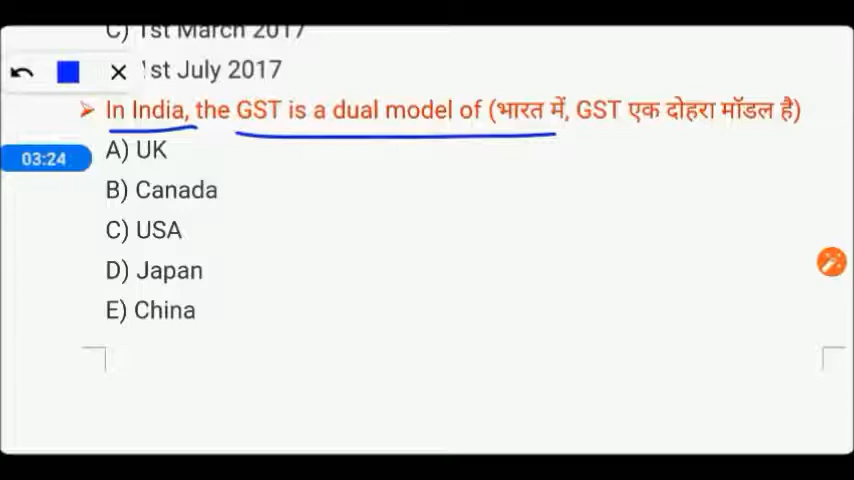 C) 1st March 2017
1st July 2017
➢ In India, the GST is a dual model of (भारत में, GST एक दोहरा मॉडल है)
03:24
A) UK
B) Canada
C) USA
D) Japan
E) China